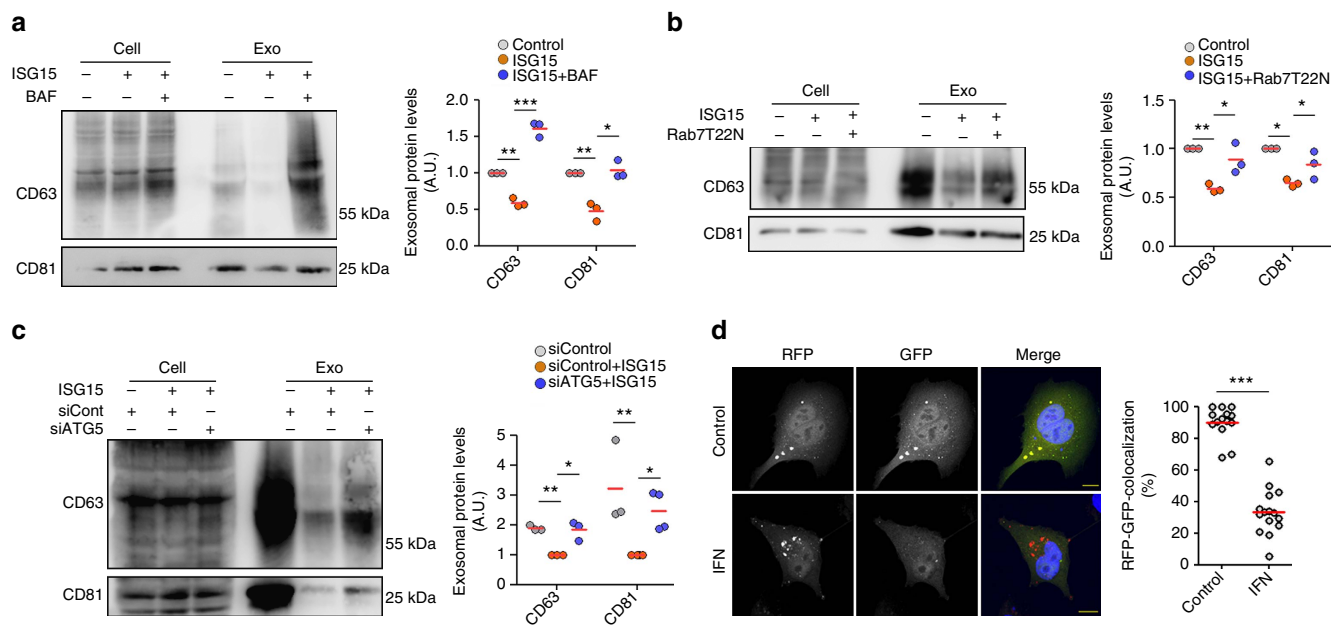 a
Cell Exo
ISG15 – + + – + +
BAF – – + – – +
CD63
55 kDa
CD81
25 kDa
Control
ISG15
ISG15+BAF
Exosomal protein levels
(A.U.)
2.0
1.5
1.0
0.5
0.0
*** ** ** *
CD63 CD81
b
Cell Exo
ISG15 – + + – + +
Rab7T22N – – + – – +
CD63
55 kDa
CD81
25 kDa
Control
ISG15
ISG15+Rab7T22N
Exosomal protein levels
(A.U.)
1.5
1.0
0.5
0.0
** * * *
CD63 CD81
c
Cell Exo
ISG15 – + + – + +
siCont + + – + + –
siATG5 – – + – – +
CD63
55 kDa
CD81
25 kDa
siControl
siControl+ISG15
siATG5+ISG15
Exosomal protein levels
(A.U.)
5
4
3
2
1
0
** * ** *
CD63 CD81
d
RFP GFP Merge
Control
IFN
RFP-GFP-colocalization
(%)
100
80
60
40
20
0
***
Control IFN